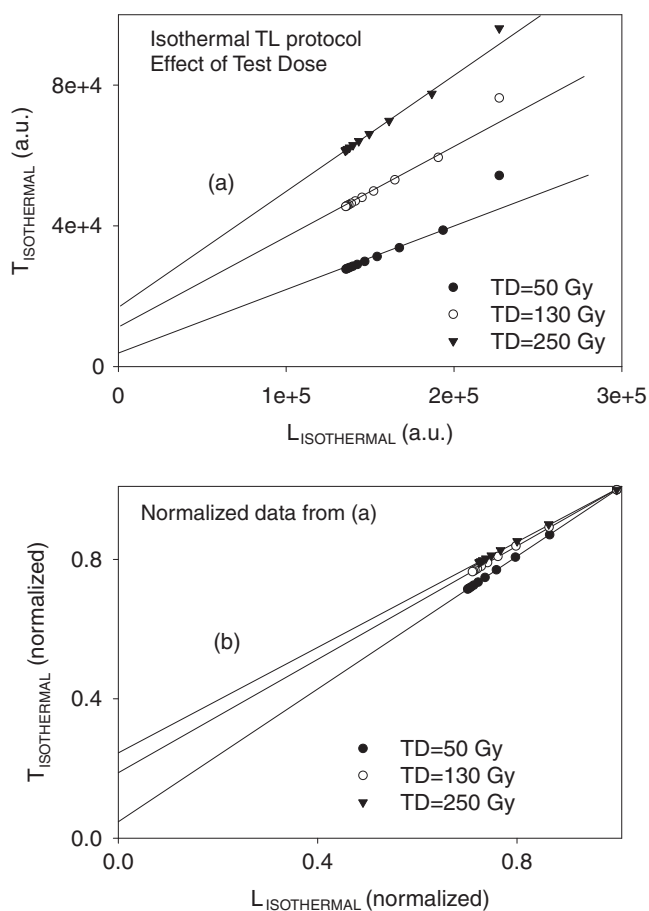 Isothermal TL protocol
Effect of Test Dose
8e+4
(a)
T_ISOTHERMAL (a.u.)
4e+4
TD=50 Gy
TD=130 Gy
TD=250 Gy
0
0 1e+5 2e+5 3e+5
L_ISOTHERMAL (a.u.)
Normalized data from (a)
0.8
T_ISOTHERMAL (normalized)
(b)
0.4
TD=50 Gy
TD=130 Gy
TD=250 Gy
0.0
0.0 0.4 0.8
L_ISOTHERMAL (normalized)